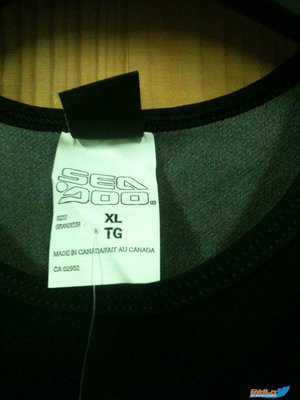 SEA
DOO®
SIZE XL
GRANDEUR TG
MADE IN CANADA/FAIT AU CANADA
CA 02952